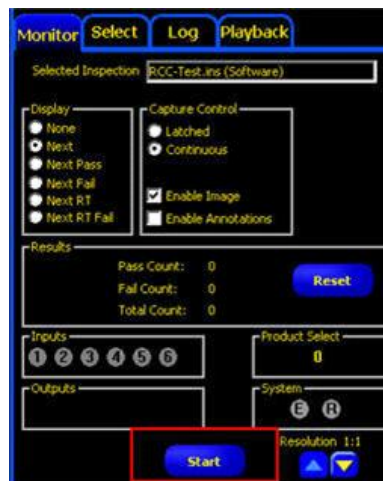 Monitor Select Log Playback
Selected Inspection RCC-Test.ins (Software)
Display
None
Next
Next Pass
Next Fail
Next RT
Next RT Fail
Capture Control
Latched
Continuous
Enable Image
Enable Annotations
Results
Pass Count: 0
Fail Count: 0
Total Count: 0
Reset
Inputs
1 2 3 4 5 6
Product Select
0
Outputs
System
E R
Start
Resolution 1:1